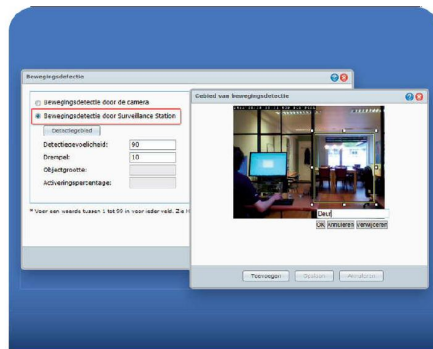 Bewegingsdetectie
Bewegingsdetectie door de camera
Bewegingsdetectie door Surveillance Station
Detectiegebied
Detectiegevoeligheid: 90
Drempel: 10
Objectgrootte:
Activeringspercentage:
* Voer een waarde tussen 1 tot 99 in voor ieder veld. Zie H
Gebied van bewegingsdetectie
Deur
OK Annuleren Verwijderen
Toevoegen Opslaan Annuleren